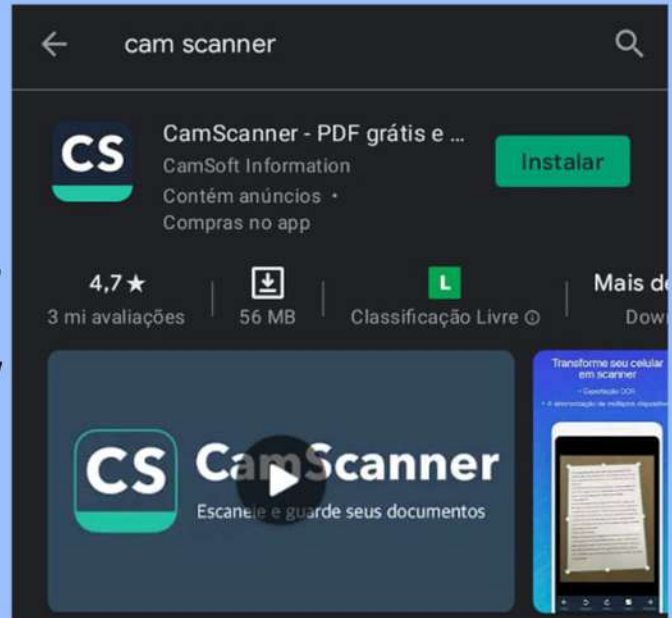 cam scanner
CS
CamScanner - PDF grátis e ...
CamSoft Information
Contém anúncios •
Compras no app
Instalar
4,7★
3 mi avaliações
56 MB
L
Classificação Livre
Mais d
Dow
CS CamScanner
Escaneie e guarde seus documentos
Transforme seu celular
em scanner